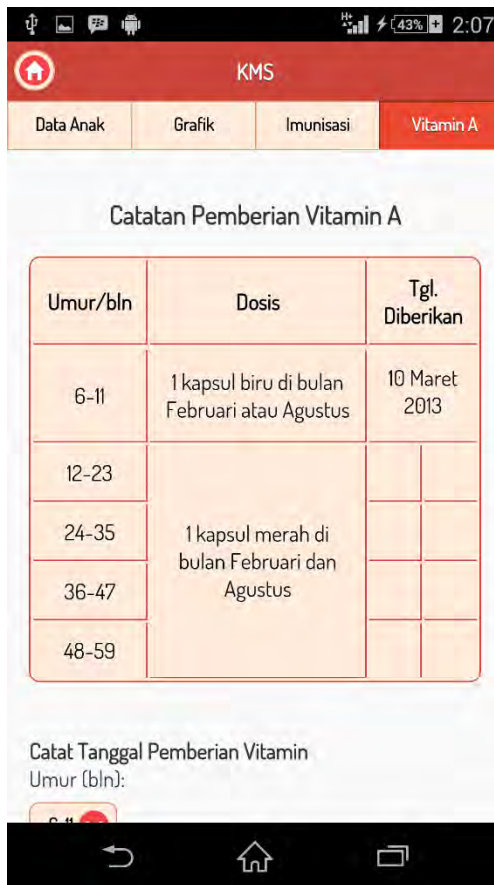 H+ 43% 2:07
KMS
Data Anak Grafik Imunisasi Vitamin A
Catatan Pemberian Vitamin A
Umur/bln
Dosis
Tgl.
Diberikan
6-11
1 kapsul biru di bulan
Februari atau Agustus
10 Maret
2013
12-23
24-35
36-47
48-59
1 kapsul merah di
bulan Februari dan
Agustus
Catat Tanggal Pemberian Vitamin
Umur (bln):
6-11